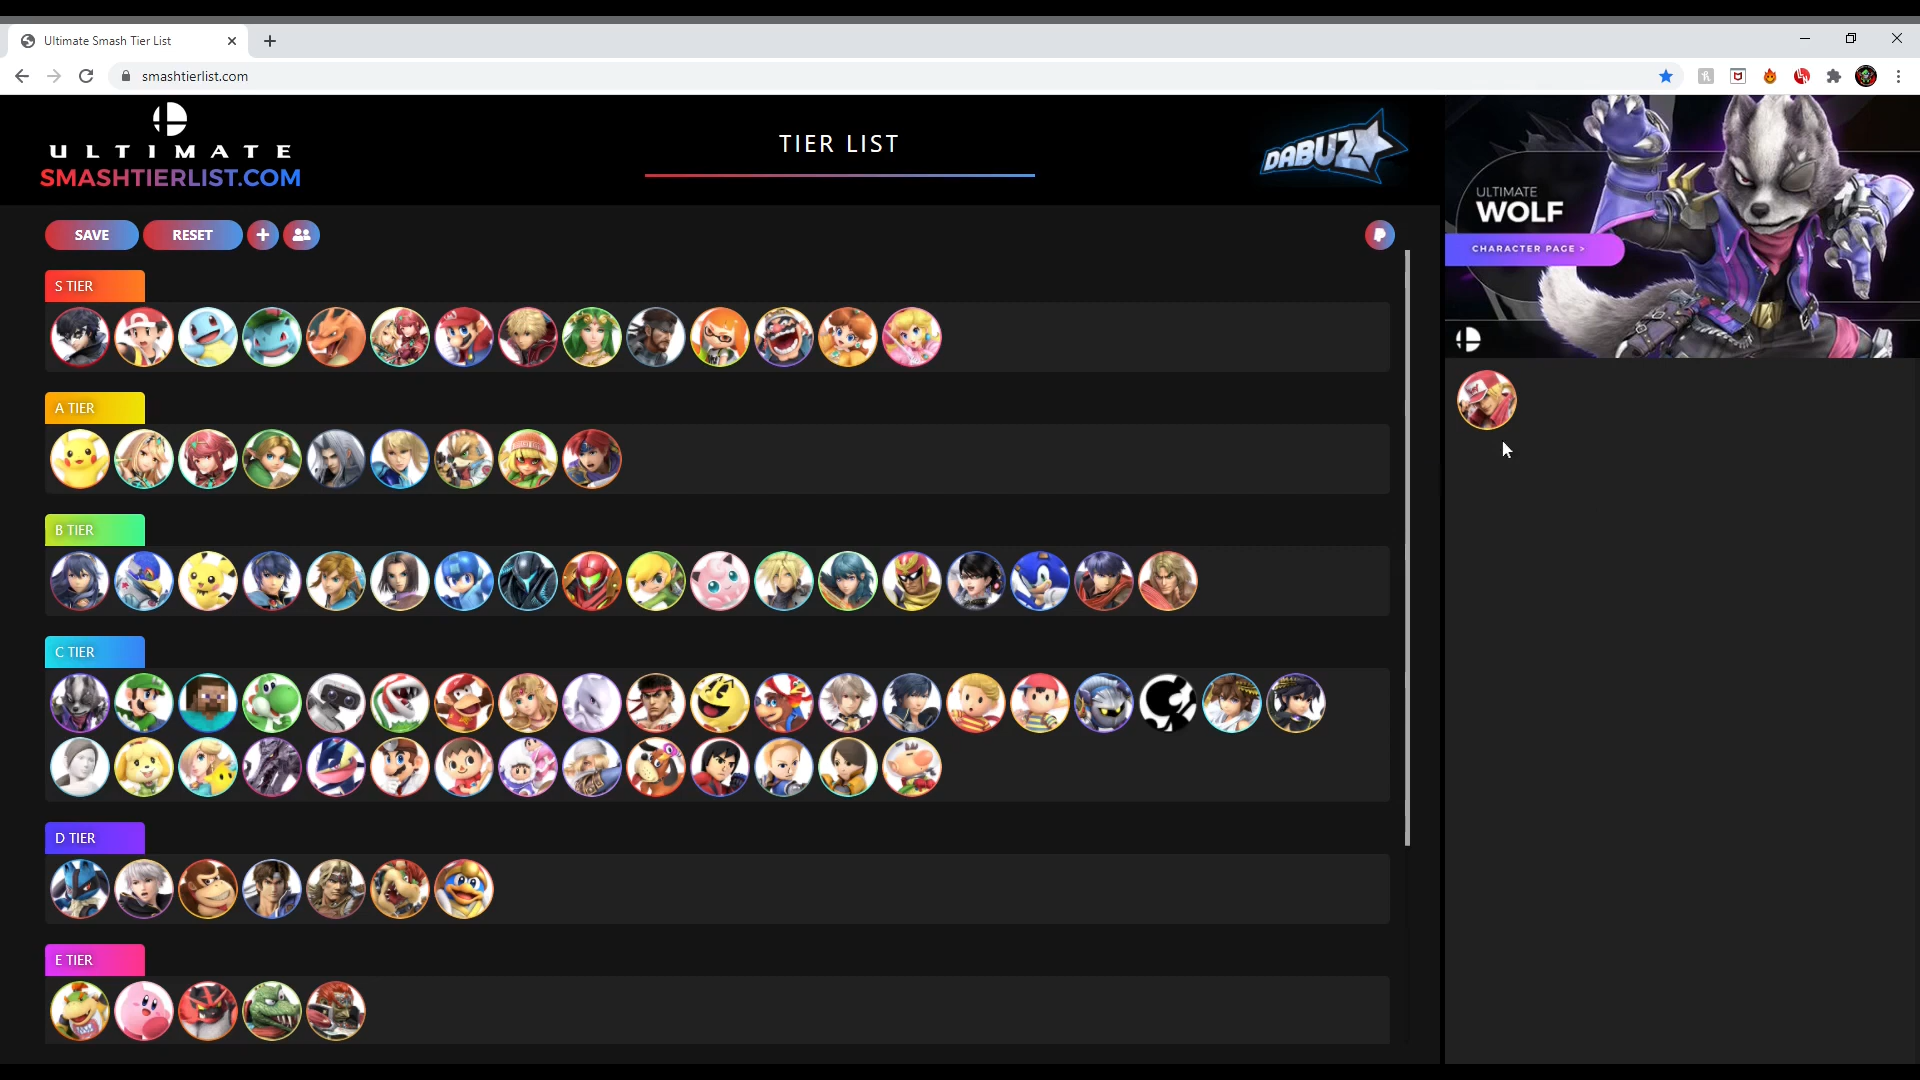 Ultimate Smash Tier List
smashtierlist.com
ULTIMATE
SMASHTIERLIST.COM
TIER LIST
DABUZ
SAVE
RESET
S TIER
A TIER
B TIER
C TIER
D TIER
E TIER
ULTIMATE
WOLF
CHARACTER PAGE >